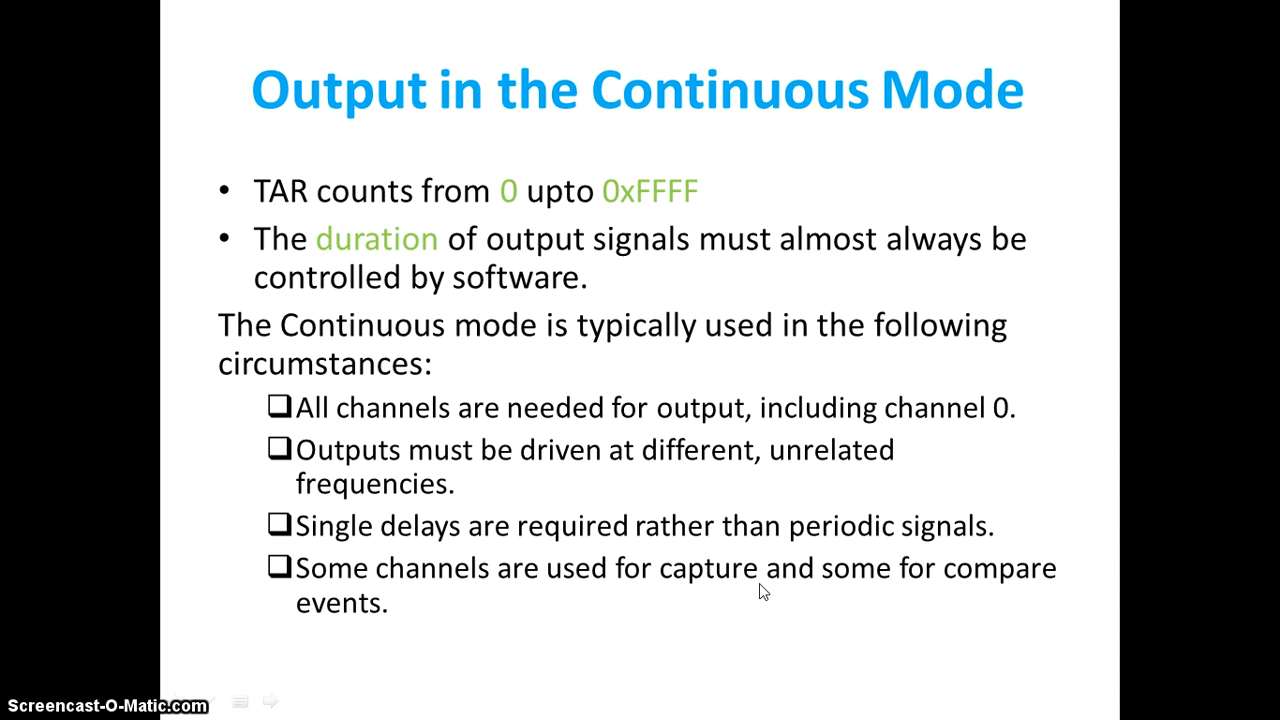 Output in the Continuous Mode
• TAR counts from 0 upto 0xFFFF
• The duration of output signals must almost always be
controlled by software.
The Continuous mode is typically used in the following
circumstances:
❑All channels are needed for output, including channel 0.
❑Outputs must be driven at different, unrelated
frequencies.
❑Single delays are required rather than periodic signals.
❑Some channels are used for capture and some for compare
events.
Screencast-O-Matic.com